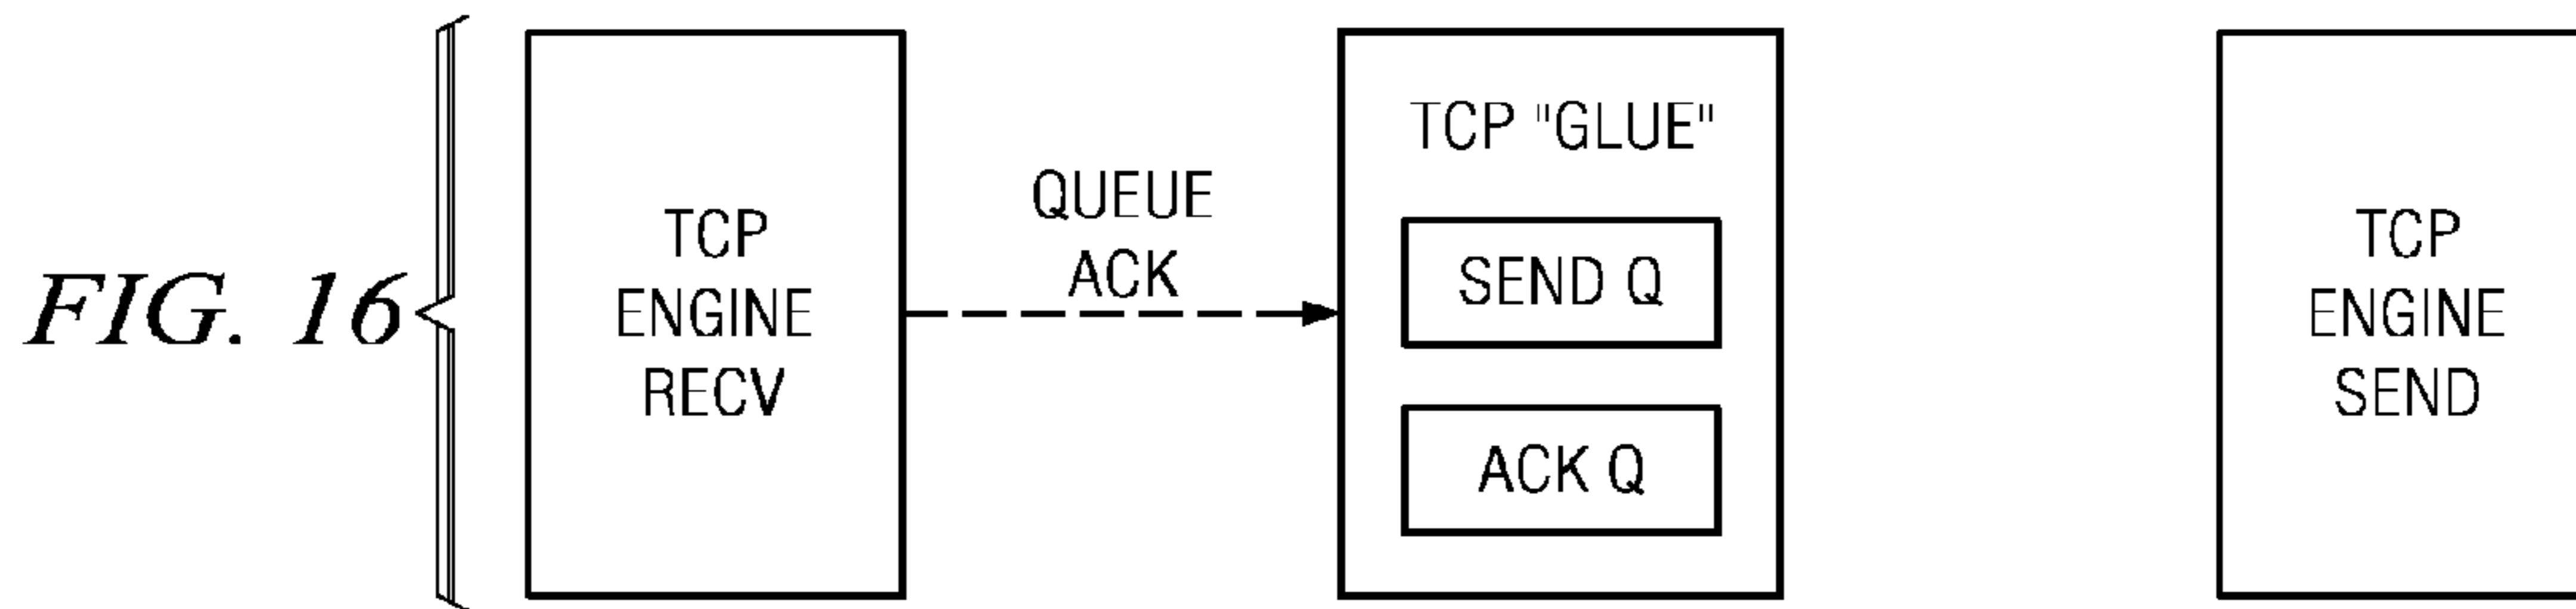 FIG. 16
TCP
ENGINE
RECV
QUEUE
ACK
TCP "GLUE"
SEND Q
ACK Q
TCP
ENGINE
SEND